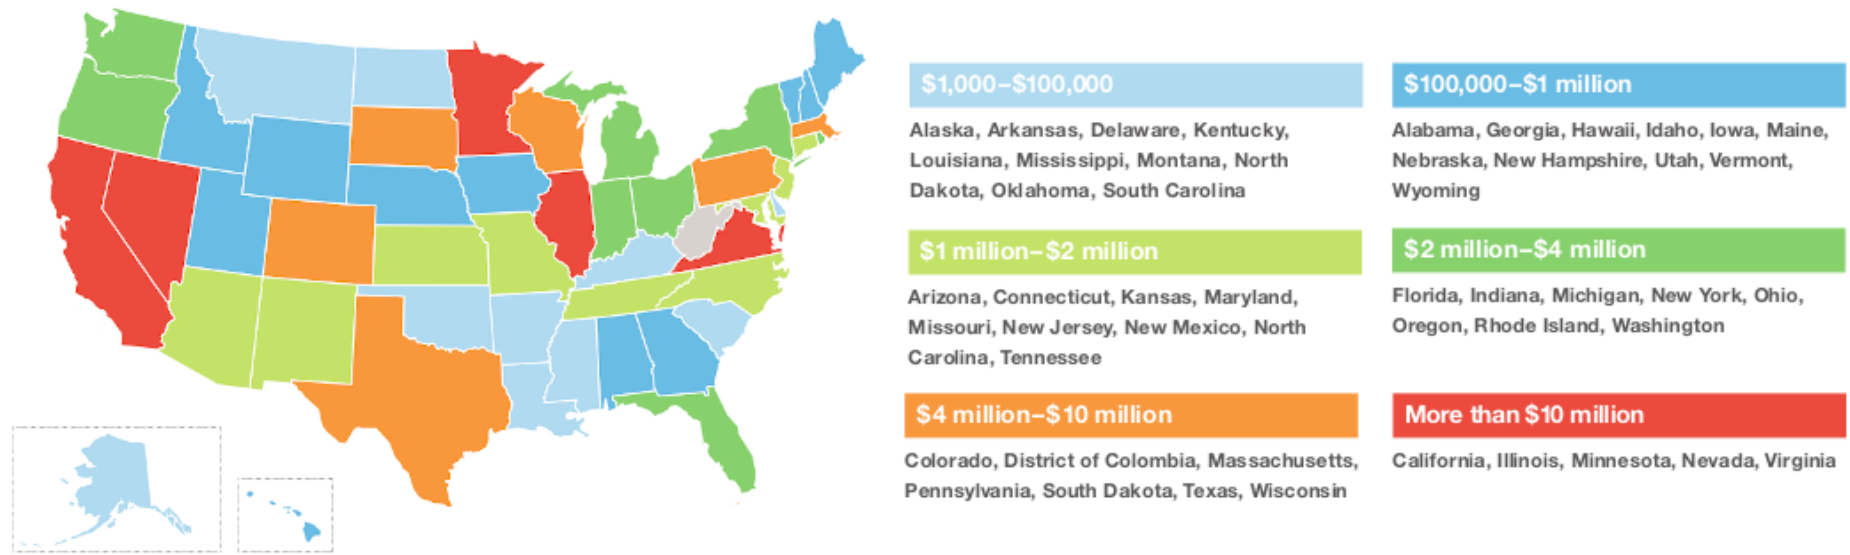 $1,000–$100,000
Alaska, Arkansas, Delaware, Kentucky,
Louisiana, Mississippi, Montana, North
Dakota, Oklahoma, South Carolina
$100,000–$1 million
Alabama, Georgia, Hawaii, Idaho, Iowa, Maine,
Nebraska, New Hampshire, Utah, Vermont,
Wyoming
$1 million–$2 million
Arizona, Connecticut, Kansas, Maryland,
Missouri, New Jersey, New Mexico, North
Carolina, Tennessee
$2 million–$4 million
Florida, Indiana, Michigan, New York, Ohio,
Oregon, Rhode Island, Washington
$4 million–$10 million
Colorado, District of Colombia, Massachusetts,
Pennsylvania, South Dakota, Texas, Wisconsin
More than $10 million
California, Illinois, Minnesota, Nevada, Virginia